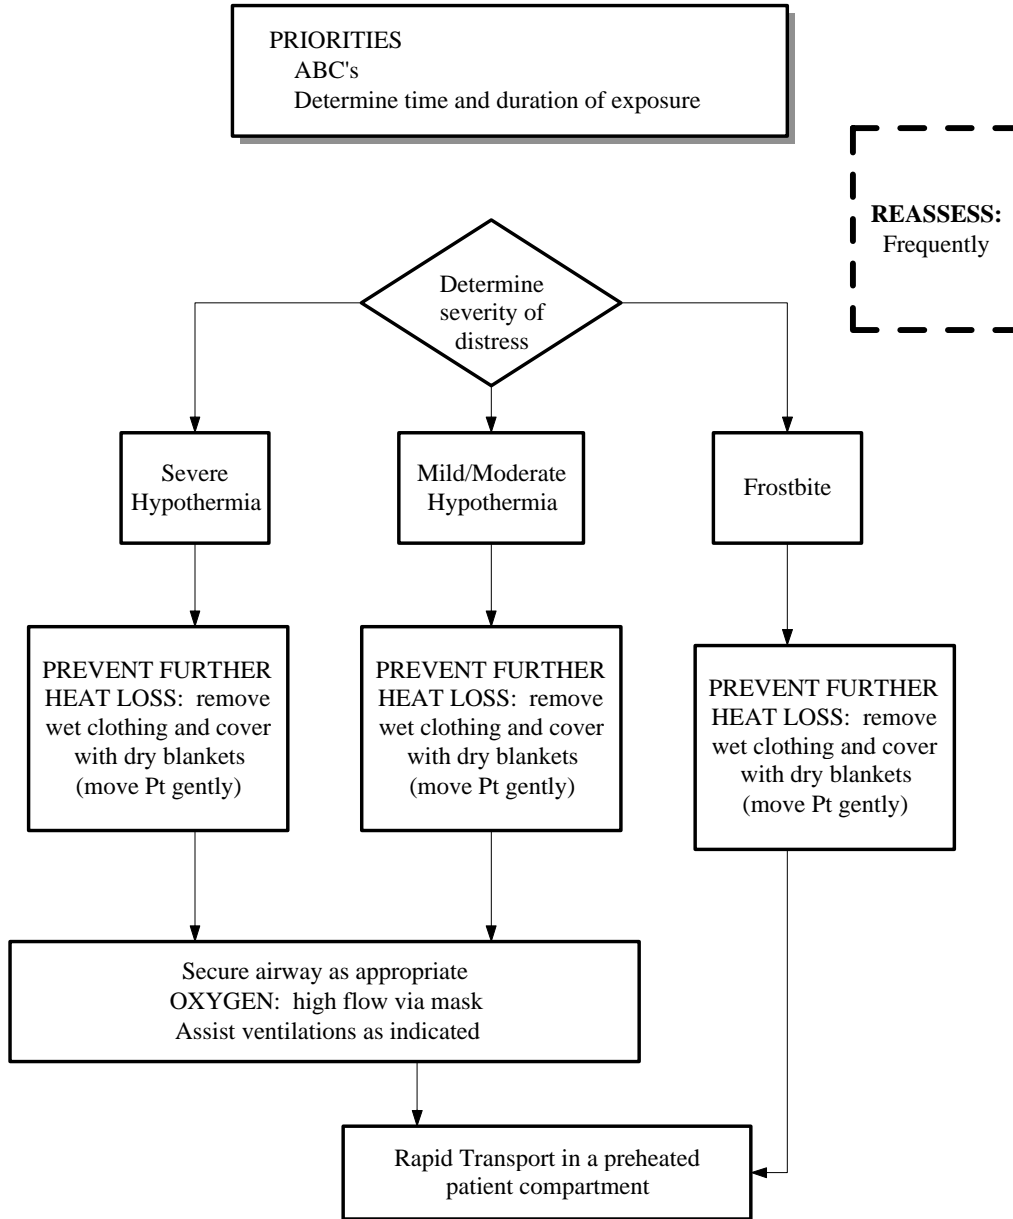 PRIORITIES
ABC's
Determine time and duration of exposure
REASSESS:
Frequently
Determine
severity of
distress
Severe
Hypothermia
Mild/Moderate
Hypothermia
Frostbite
PREVENT FURTHER
HEAT LOSS:  remove
wet clothing and cover
with dry blankets
(move Pt gently)
PREVENT FURTHER
HEAT LOSS:  remove
wet clothing and cover
with dry blankets
(move Pt gently)
PREVENT FURTHER
HEAT LOSS:  remove
wet clothing and cover
with dry blankets
(move Pt gently)
Secure airway as appropriate
OXYGEN:  high flow via mask
Assist ventilations as indicated
Rapid Transport in a preheated
patient compartment